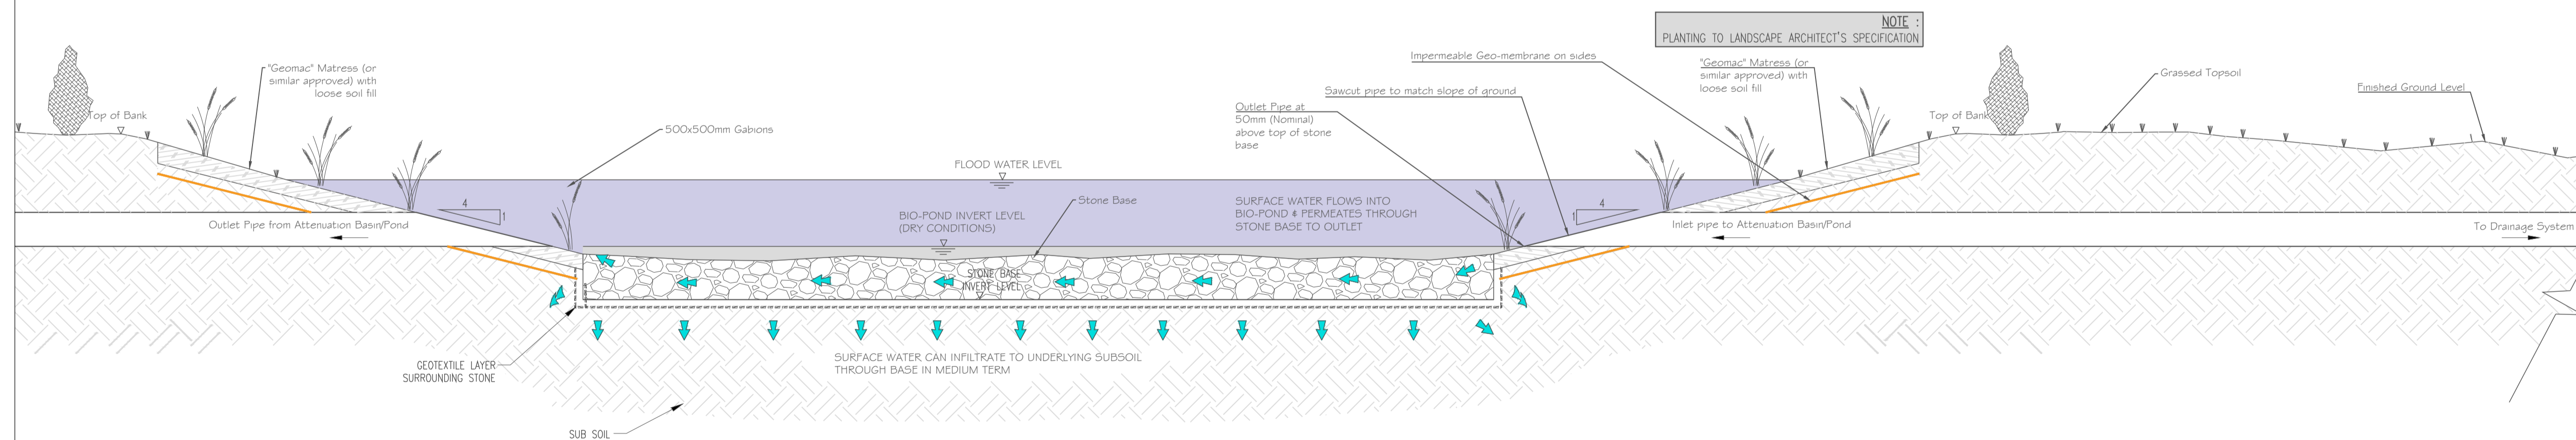 NOTE :
PLANTING TO LANDSCAPE ARCHITECT'S SPECIFICATION
"Geomac" Matress (or
similar approved) with
loose soil fill
Top of Bank
500x500mm Gabions
FLOOD WATER LEVEL
Impermeable Geo-membrane on sides
Sawcut pipe to match slope of ground
Outlet Pipe at
50mm (Nominal)
above top of stone
base
"Geomac" Matress (or
similar approved) with
loose soil fill
Top of Bank
Grassed Topsoil
Finished Ground Level
4
1
Outlet Pipe from Attenuation Basin/Pond
BIO-POND INVERT LEVEL
(DRY CONDITIONS)
Stone Base
SURFACE WATER FLOWS INTO
BIO-POND & PERMEATES THROUGH
STONE BASE TO OUTLET
4
1
Inlet pipe to Attenuation Basin/Pond
To Drainage System
STONE BASE
INVERT LEVEL
GEOTEXTILE LAYER
SURROUNDING STONE
SURFACE WATER CAN INFILTRATE TO UNDERLYING SUBSOIL
THROUGH BASE IN MEDIUM TERM
SUB SOIL